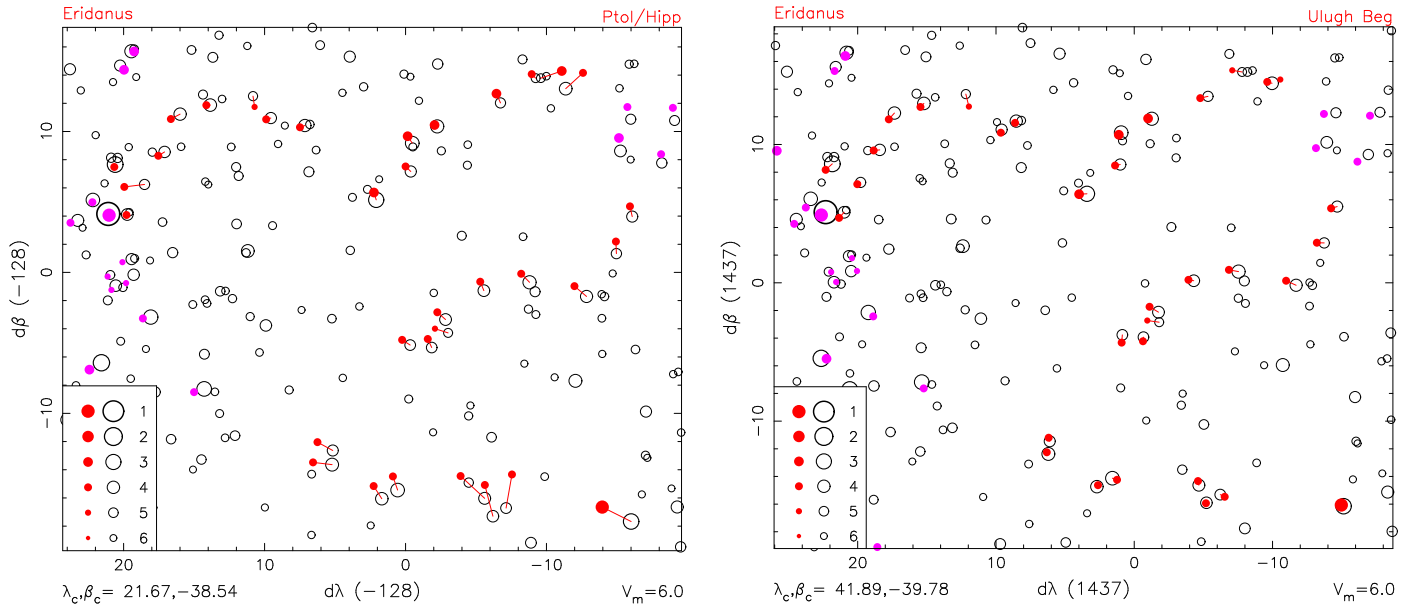 Eridanus
Ptol/Hipp
10
0
-10
dβ (-128)
1
2
3
4
5
6
20
10
0
-10
λc,βc= 21.67,-38.54
dλ (-128)
Vm=6.0
Eridanus
Ulugh Beg
10
0
-10
dβ (1437)
1
2
3
4
5
6
20
10
0
-10
λc,βc= 41.89,-39.78
dλ (1437)
Vm=6.0